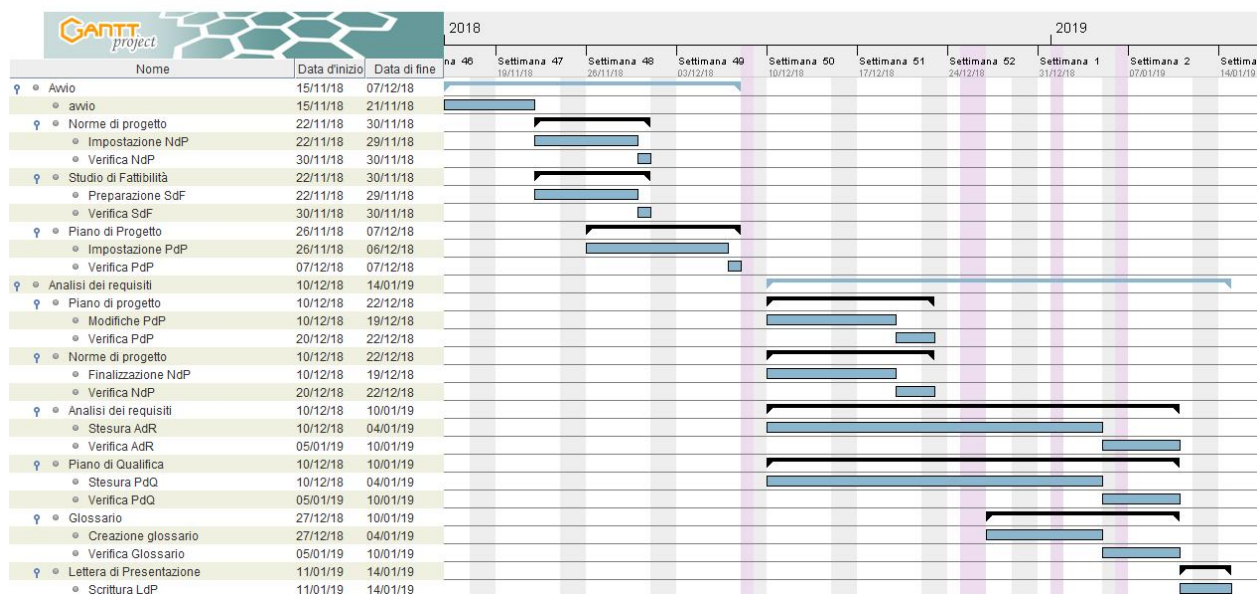 GANTT
project
2018
2019
na 46 Settimana 47 Settimana 48 Settimana 49 Settimana 50 Settimana 51 Settimana 52 Settimana 1 Settimana 2 Settima
19/11/18 26/11/18 03/12/18 10/12/18 17/12/18 24/12/18 31/12/18 07/01/19 14/01/19
Nome Data d'inizio Data di fine
Avvio 15/11/18 07/12/18
avvio 15/11/18 21/11/18
Norme di progetto 22/11/18 30/11/18
Impostazione NdP 22/11/18 29/11/18
Verifica NdP 30/11/18 30/11/18
Studio di Fattibilità 22/11/18 30/11/18
Preparazione SdF 22/11/18 29/11/18
Verifica SdF 30/11/18 30/11/18
Piano di Progetto 26/11/18 07/12/18
Impostazione PdP 26/11/18 06/12/18
Verifica PdP 07/12/18 07/12/18
Analisi dei requisiti 10/12/18 14/01/19
Piano di progetto 10/12/18 22/12/18
Modifiche PdP 10/12/18 19/12/18
Verifica PdP 20/12/18 22/12/18
Norme di progetto 10/12/18 22/12/18
Finalizzazione NdP 10/12/18 19/12/18
Verifica NdP 20/12/18 22/12/18
Analisi dei requisiti 10/12/18 10/01/19
Stesura AdR 10/12/18 04/01/19
Verifica AdR 05/01/19 10/01/19
Piano di Qualifica 10/12/18 10/01/19
Stesura PdQ 10/12/18 04/01/19
Verifica PdQ 05/01/19 10/01/19
Glossario 27/12/18 10/01/19
Creazione glossario 27/12/18 04/01/19
Verifica Glossario 05/01/19 10/01/19
Lettera di Presentazione 11/01/19 14/01/19
Scrittura LdP 11/01/19 14/01/19